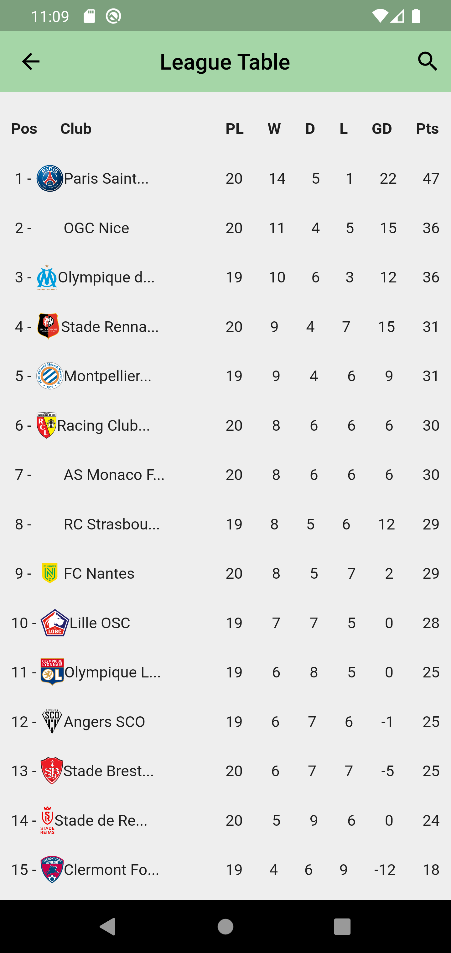 11:09
League Table
Pos Club PL W D L GD Pts
1 - Paris Saint... 20 14 5 1 22 47
2 - OGC Nice 20 11 4 5 15 36
3 - Olympique d... 19 10 6 3 12 36
4 - Stade Renna... 20 9 4 7 15 31
5 - Montpellier... 19 9 4 6 9 31
6 - Racing Club... 20 8 6 6 6 30
7 - AS Monaco F... 20 8 6 6 6 30
8 - RC Strasbou... 19 8 5 6 12 29
9 - FC Nantes 20 8 5 7 2 29
10 - Lille OSC 19 7 7 5 0 28
11 - Olympique L... 19 6 8 5 0 25
12 - Angers SCO 19 6 7 6 -1 25
13 - Stade Brest... 20 6 7 7 -5 25
14 - Stade de Re... 20 5 9 6 0 24
15 - Clermont Fo... 19 4 6 9 -12 18